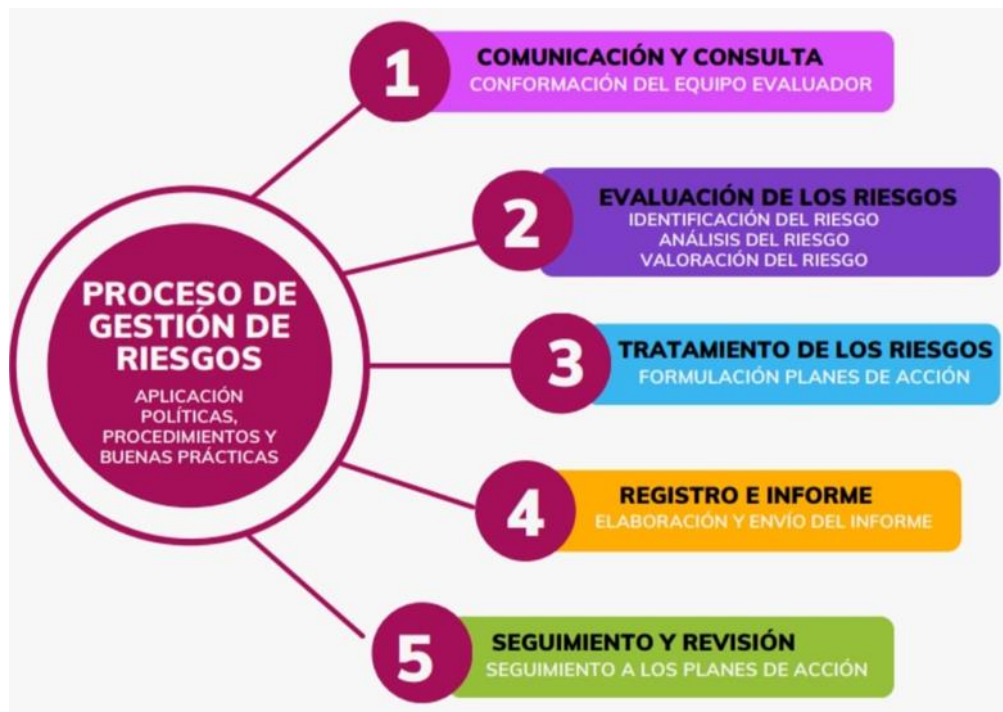 PROCESO DE
GESTIÓN DE
RIESGOS
APLICACIÓN
POLÍTICAS,
PROCEDIMIENTOS Y
BUENAS PRÁCTICAS
1
COMUNICACIÓN Y CONSULTA
CONFORMACIÓN DEL EQUIPO EVALUADOR
2
EVALUACIÓN DE LOS RIESGOS
IDENTIFICACIÓN DEL RIESGO
ANÁLISIS DEL RIESGO
VALORACIÓN DEL RIESGO
3
TRATAMIENTO DE LOS RIESGOS
FORMULACIÓN PLANES DE ACCIÓN
4
REGISTRO E INFORME
ELABORACIÓN Y ENVÍO DEL INFORME
5
SEGUIMIENTO Y REVISIÓN
SEGUIMIENTO A LOS PLANES DE ACCIÓN